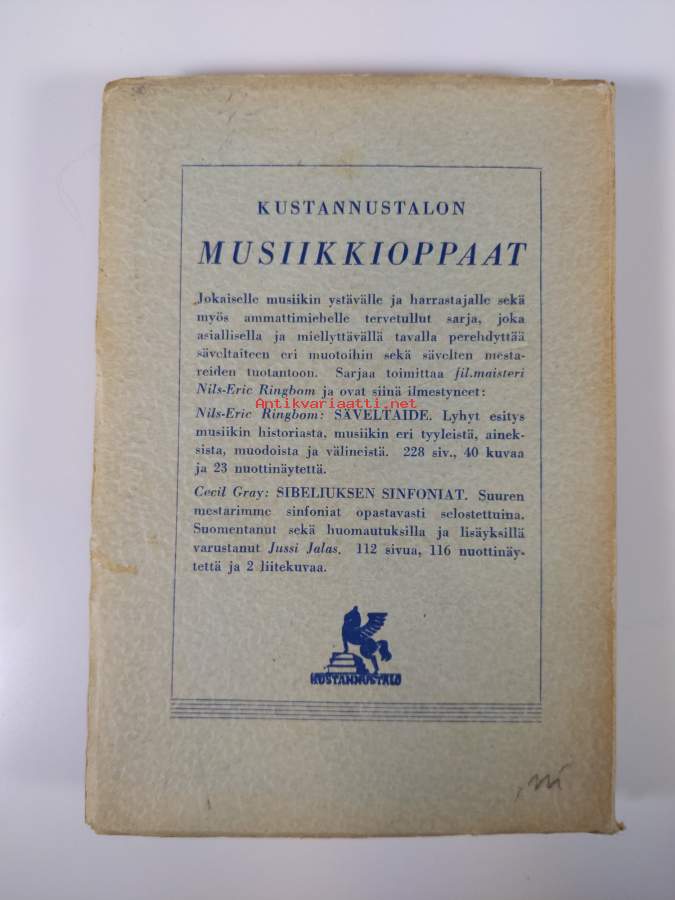 KUSTANNUSTALON
MUSIIKKIOPPAAT
Jokaiselle musiikin ystävälle ja harrastajalle sekä
myös ammattimiehelle tervetullut sarja, joka
asiallisella ja miellyttävällä tavalla perehdyttää
säveltaiteen eri muotoihin sekä sävelten mesta-
reiden tuotantoon. Sarjaa toimittaa fil.maisteri
Nils-Eric Ringbom ja ovat siinä ilmestyneet:
Antikvariaatti.net
Nils-Eric Ringbom: SÄVELTAIDE. Lyhyt esitys
musiikin historiasta, musiikin eri tyyleistä, ainek-
sista, muodoista ja välineistä. 228 siv., 40 kuvaa
ja 23 nuottinäytettä.
Cecil Gray: SIBELIUKSEN SINFONIAT. Suuren
mestarimme sinfoniat opastavasti selostettuina.
Suomentanut sekä huomautuksilla ja lisäyksillä
varustanut Jussi Jalas. 112 sivua, 116 nuottinäy-
tettä ja 2 liitekuvaa.
KUSTANNUSTALO